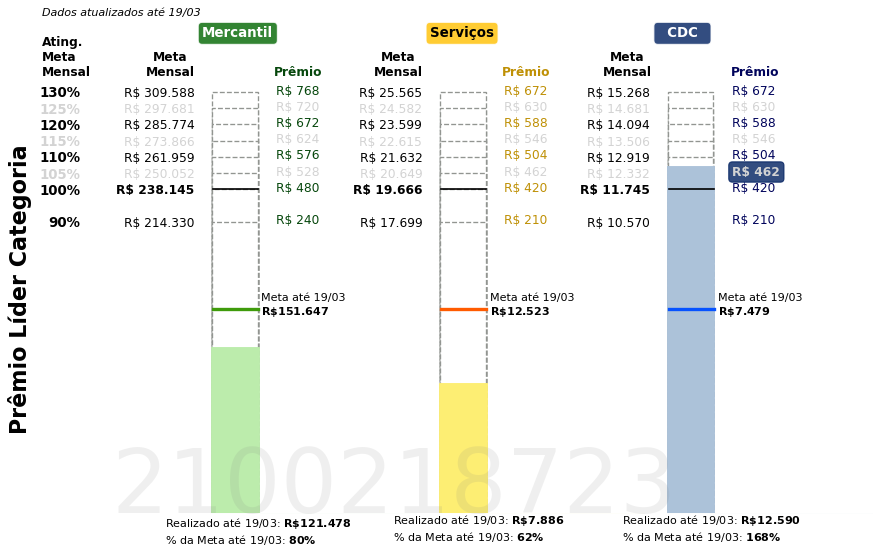 Dados atualizados até 19/03
Mercantil Serviços CDC
Ating.
Meta Meta Meta Meta
Mensal Mensal Prêmio Mensal Prêmio Mensal Prêmio
130% R$ 309.588 R$ 768 R$ 25.565 R$ 672 R$ 15.268 R$ 672
125% R$ 297.681 R$ 720 R$ 24.582 R$ 630 R$ 14.681 R$ 630
120% R$ 285.774 R$ 672 R$ 23.599 R$ 588 R$ 14.094 R$ 588
115% R$ 273.866 R$ 624 R$ 22.615 R$ 546 R$ 13.506 R$ 546
110% R$ 261.959 R$ 576 R$ 21.632 R$ 504 R$ 12.919 R$ 504
105% R$ 250.052 R$ 528 R$ 20.649 R$ 462 R$ 12.332 R$ 462
100% R$ 238.145 R$ 480 R$ 19.666 R$ 420 R$ 11.745 R$ 420
90% R$ 214.330 R$ 240 R$ 17.699 R$ 210 R$ 10.570 R$ 210
Prêmio Líder Categoria
Meta até 19/03 Meta até 19/03 Meta até 19/03
R$151.647 R$12.523 R$7.479
2100218723
Realizado até 19/03: R$121.478 Realizado até 19/03: R$7.886 Realizado até 19/03: R$12.590
% da Meta até 19/03: 80% % da Meta até 19/03: 62% % da Meta até 19/03: 168%